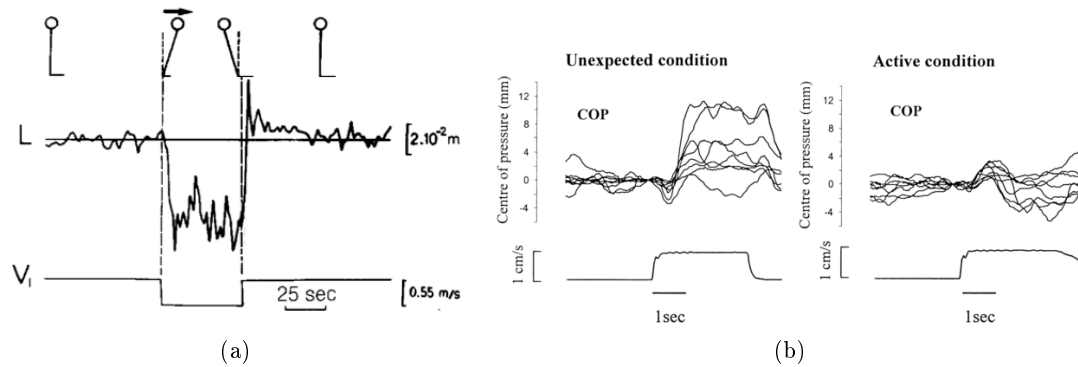 L
2.10⁻² m
V₁
0.55 m/s
25 sec
(a)
Unexpected condition
Centre of pressure (mm)
12
8
4
0
-4
COP
1 cm/s
1sec
Active condition
Centre of pressure (mm)
12
8
4
0
-4
COP
1 cm/s
1sec
(b)